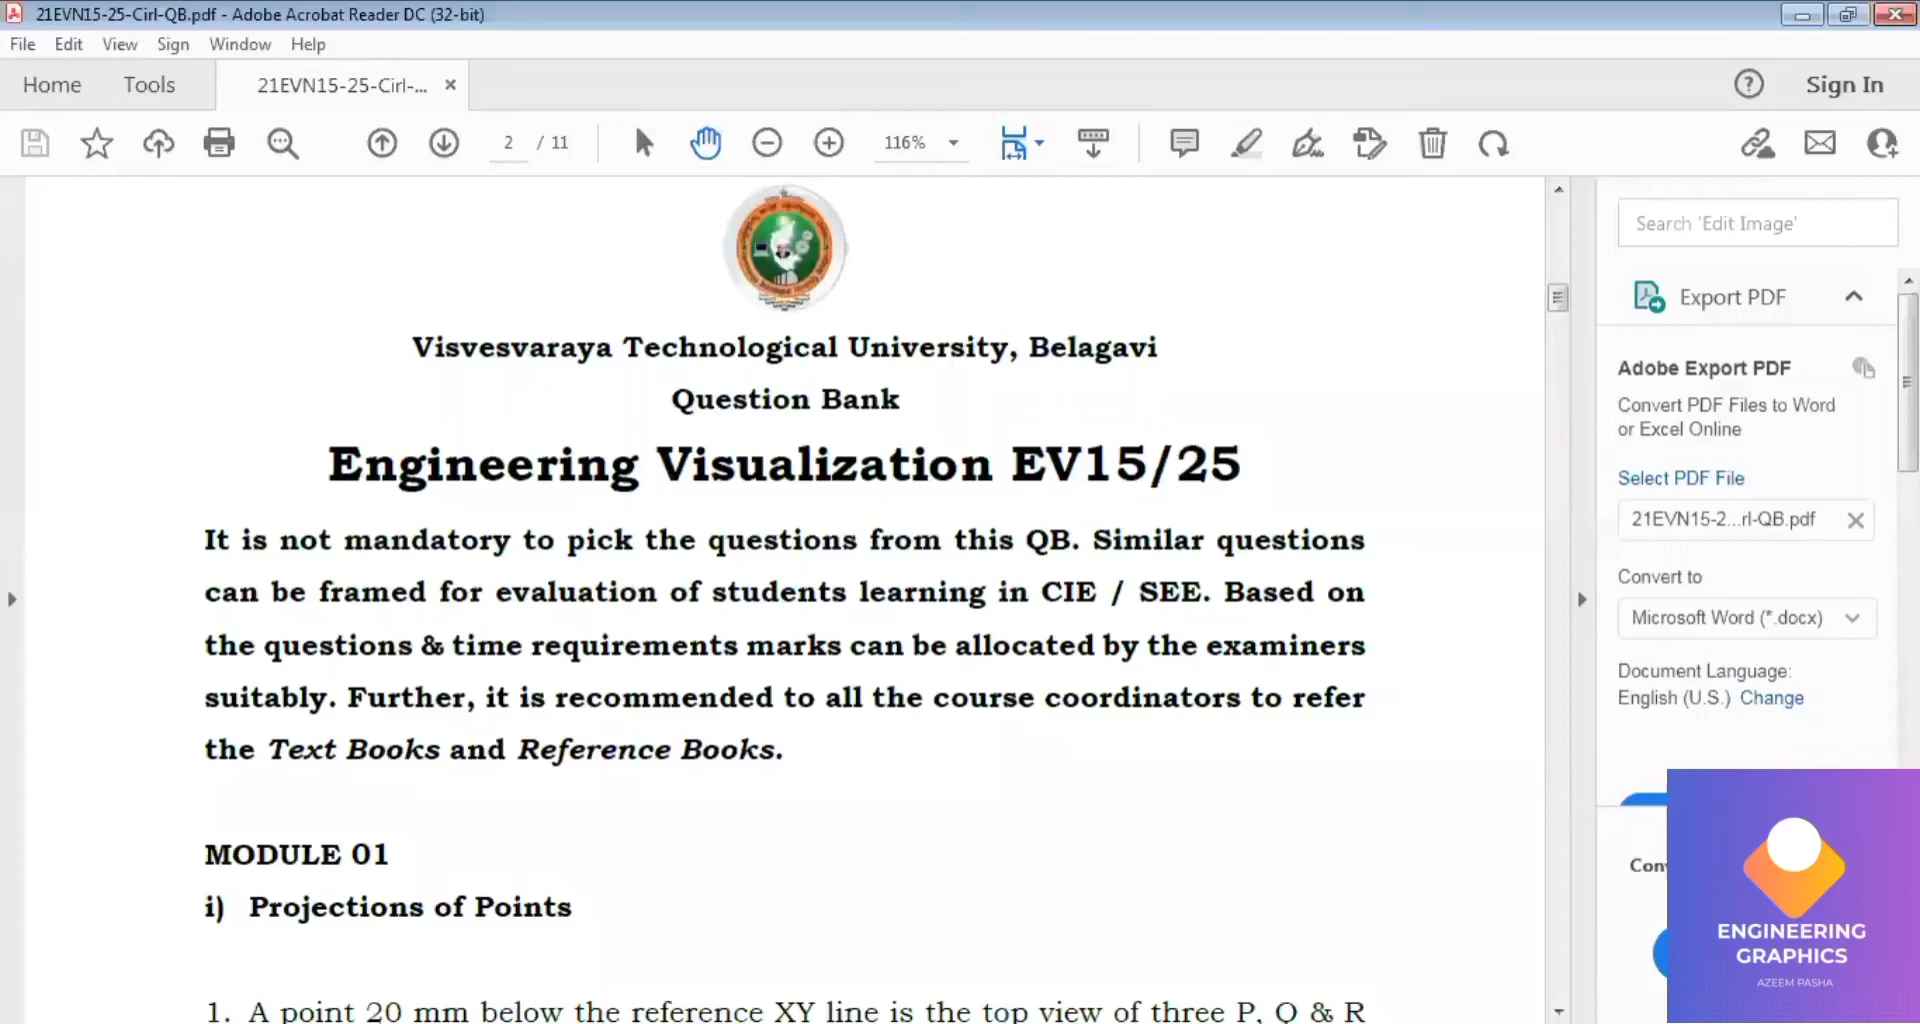 21EVN15-25-Cirl-QB.pdf - Adobe Acrobat Reader DC (32-bit)
File Edit View Sign Window Help
Home Tools 21EVN15-25-Cirl-... Sign In
2 / 11 116%
Search 'Edit Image'
Export PDF
Adobe Export PDF
Convert PDF Files to Word
or Excel Online
Select PDF File
21EVN15-2...rl-QB.pdf
Convert to
Microsoft Word (*.docx)
Document Language:
English (U.S.) Change
Visvesvaraya Technological University, Belagavi
Question Bank
Engineering Visualization EV15/25
It is not mandatory to pick the questions from this QB. Similar questions
can be framed for evaluation of students learning in CIE / SEE. Based on
the questions & time requirements marks can be allocated by the examiners
suitably. Further, it is recommended to all the course coordinators to refer
the Text Books and Reference Books.
MODULE 01
i) Projections of Points
1. A point 20 mm below the reference XY line is the top view of three P, Q & R
ENGINEERING
GRAPHICS
AZEEM PASHA